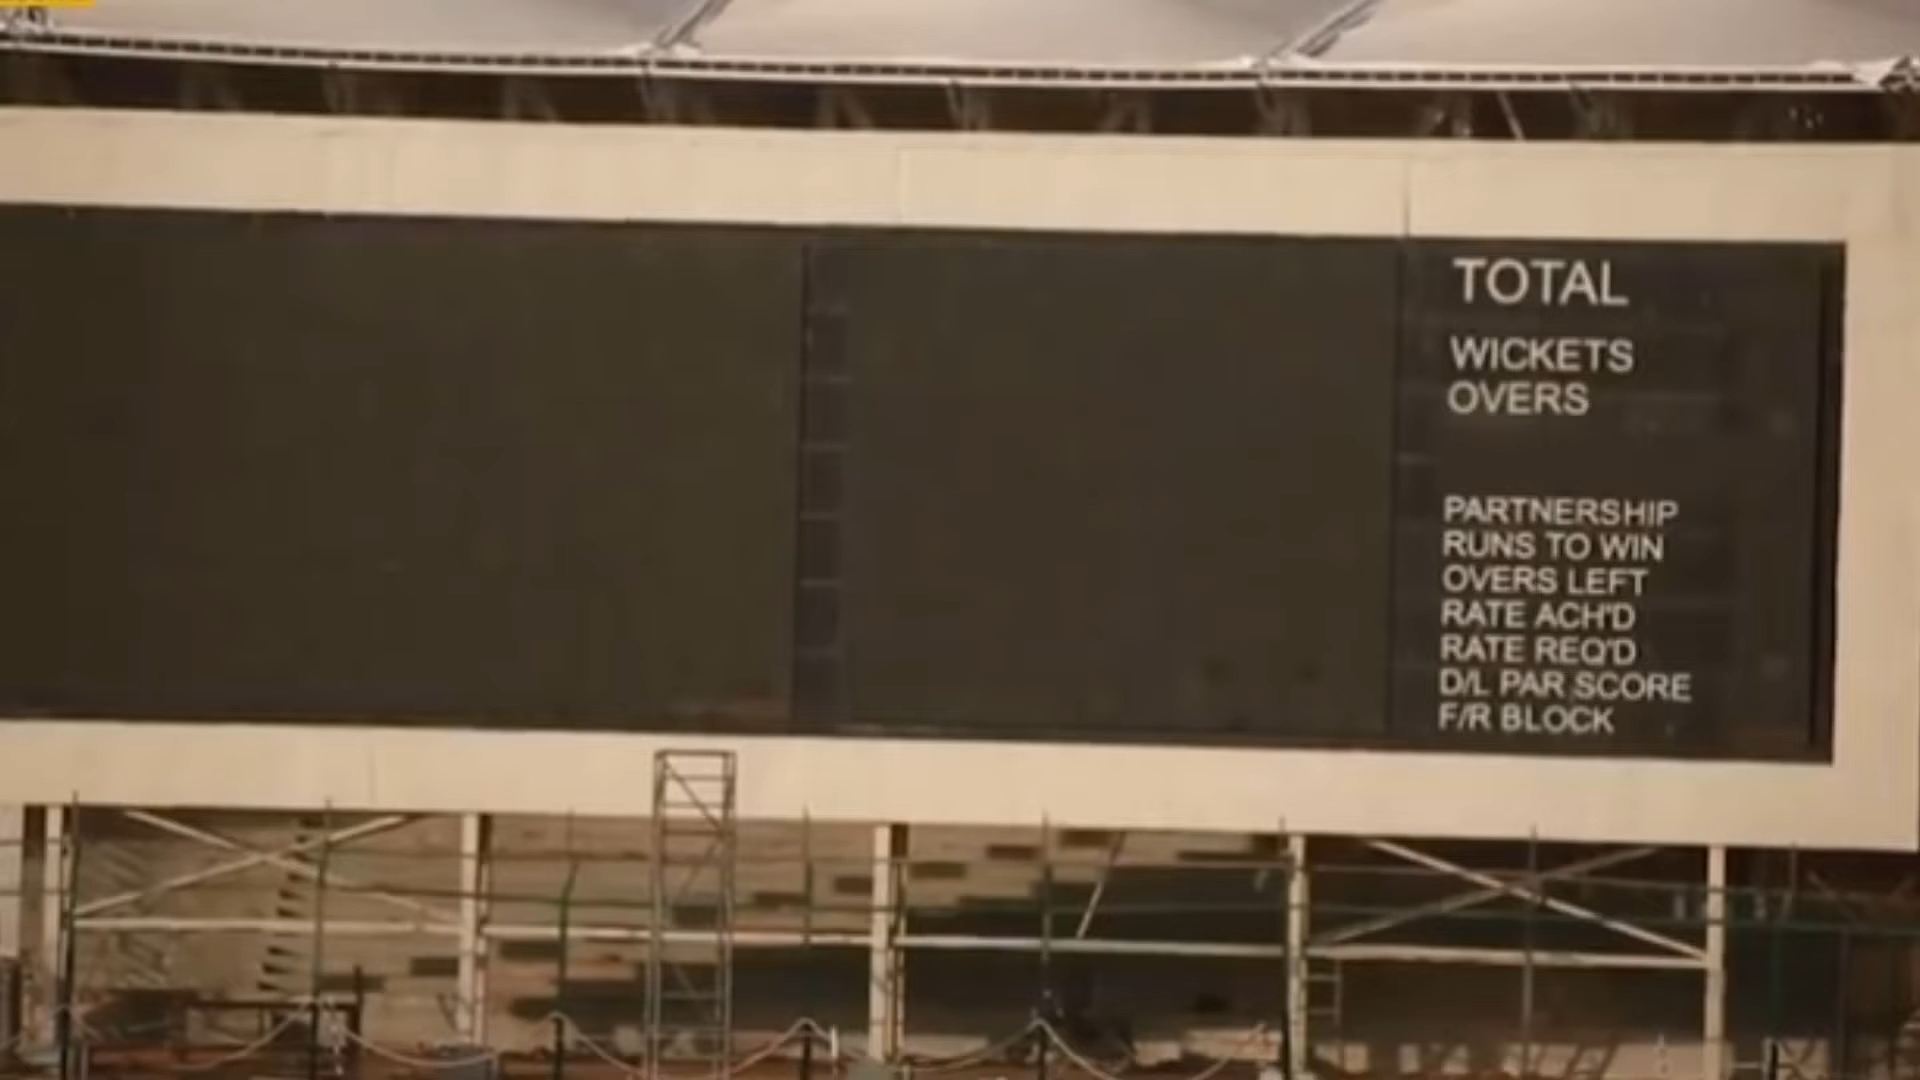 TOTAL
WICKETS
OVERS
PARTNERSHIP
RUNS TO WIN
OVERS LEFT
RATE ACH'D
RATE REQ'D
D/L PAR SCORE
F/R BLOCK